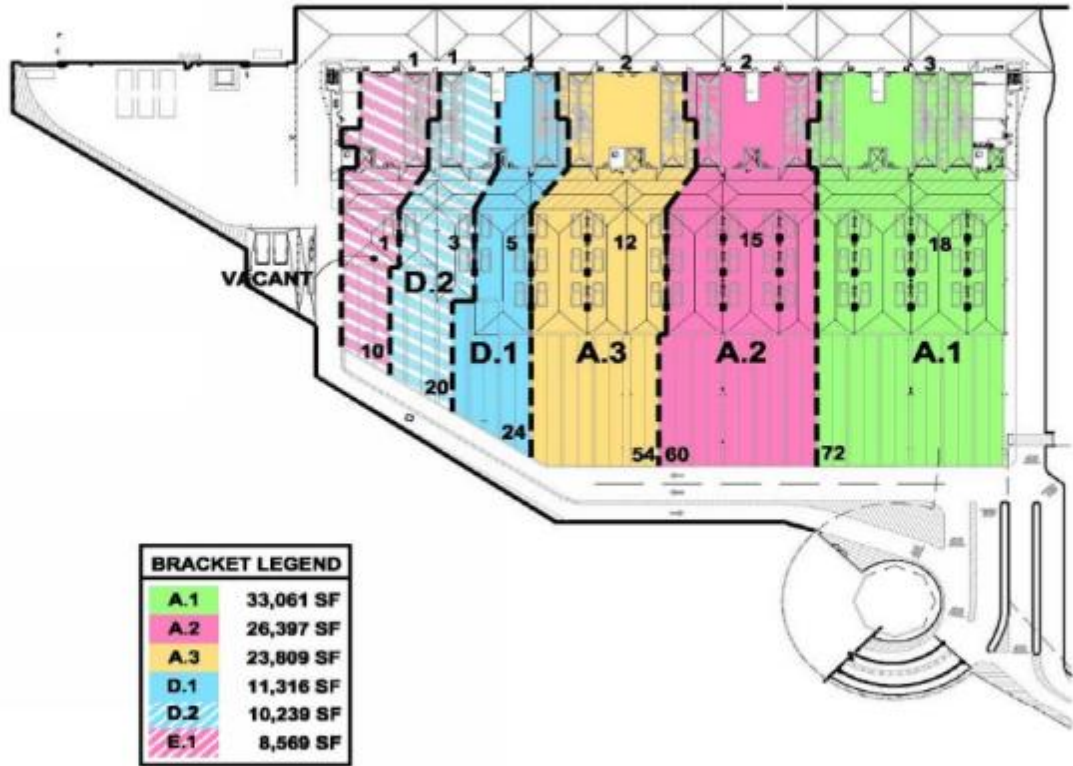 1 1 1 2 2 3
1 3 5 12 15 18
VACANT
D.2
D.1 A.3 A.2 A.1
10
20
24
54 60 72
BRACKET LEGEND
A.1 33,061 SF
A.2 26,397 SF
A.3 23,809 SF
D.1 11,316 SF
D.2 10,239 SF
E.1 8,569 SF